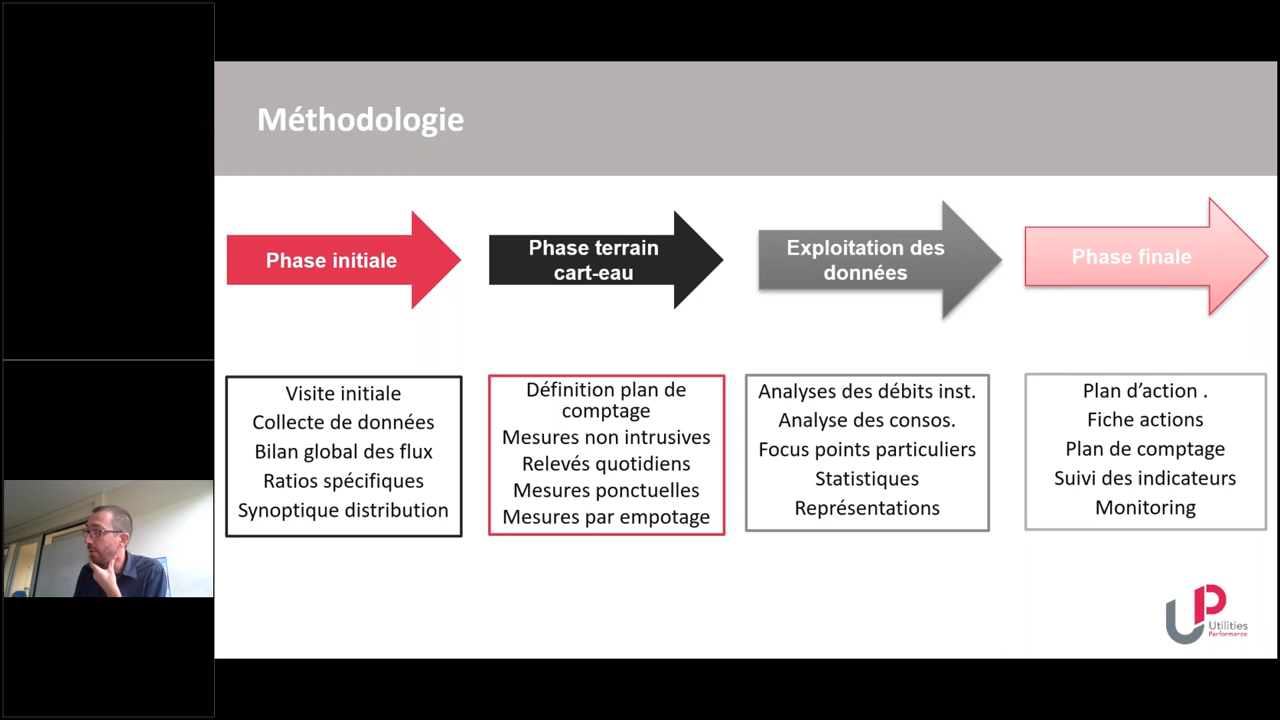 Méthodologie
Phase initiale
Phase terrain
cart-eau
Exploitation des
données
Phase finale
Visite initiale
Collecte de données
Bilan global des flux
Ratios spécifiques
Synoptique distribution
Définition plan de
comptage
Mesures non intrusives
Relevés quotidiens
Mesures ponctuelles
Mesures par empotage
Analyses des débits inst.
Analyse des consos.
Focus points particuliers
Statistiques
Représentations
Plan d’action .
Fiche actions
Plan de comptage
Suivi des indicateurs
Monitoring
UP
Utilities
Performance